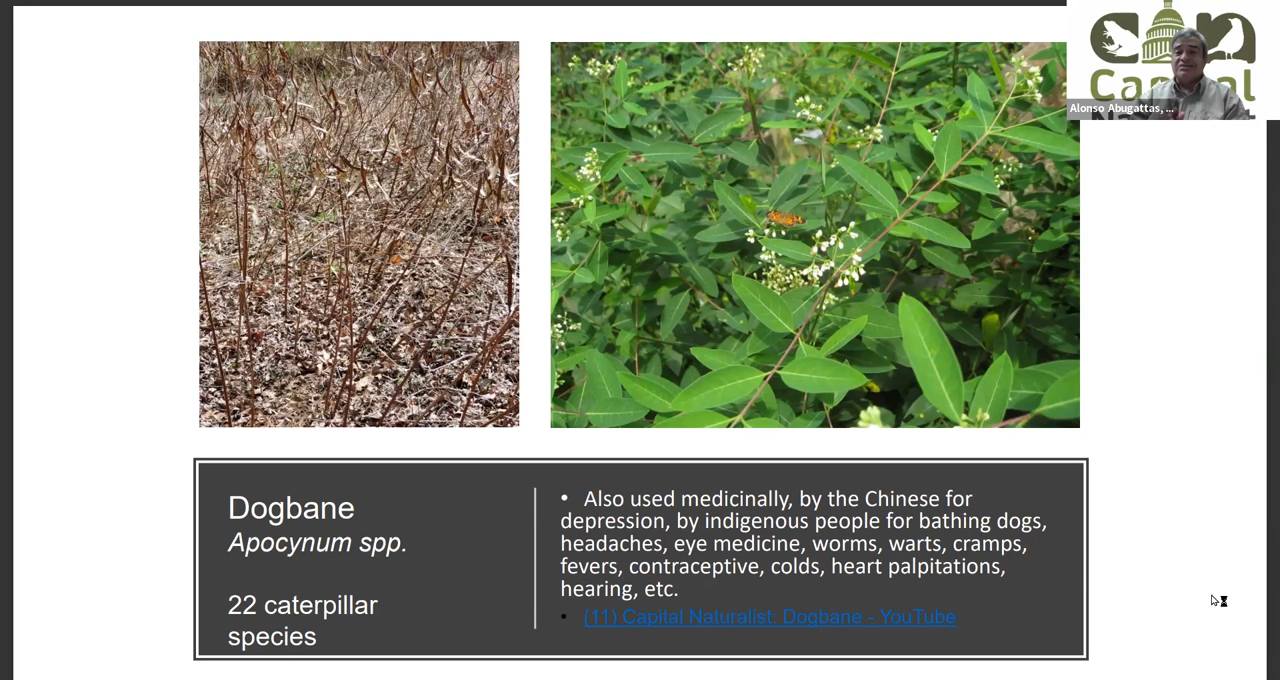 Capital
Alonso Abugattas, ...
Dogbane
Apocynum spp.
22 caterpillar
species
• Also used medicinally, by the Chinese for
depression, by indigenous people for bathing dogs,
headaches, eye medicine, worms, warts, cramps,
fevers, contraceptive, colds, heart palpitations,
hearing, etc.
• (11) Capital Naturalist: Dogbane - YouTube